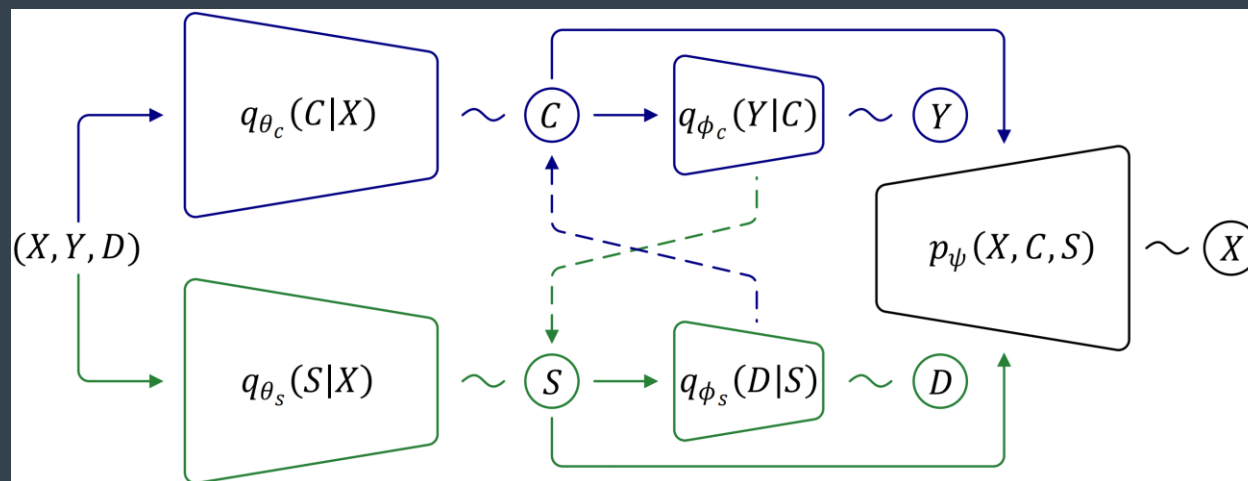 q_{θ_c}(C|X)
C
q_{ϕ_c}(Y|C)
Y
(X, Y, D)
p_ψ(X, C, S)
X
q_{θ_s}(S|X)
S
q_{ϕ_s}(D|S)
D